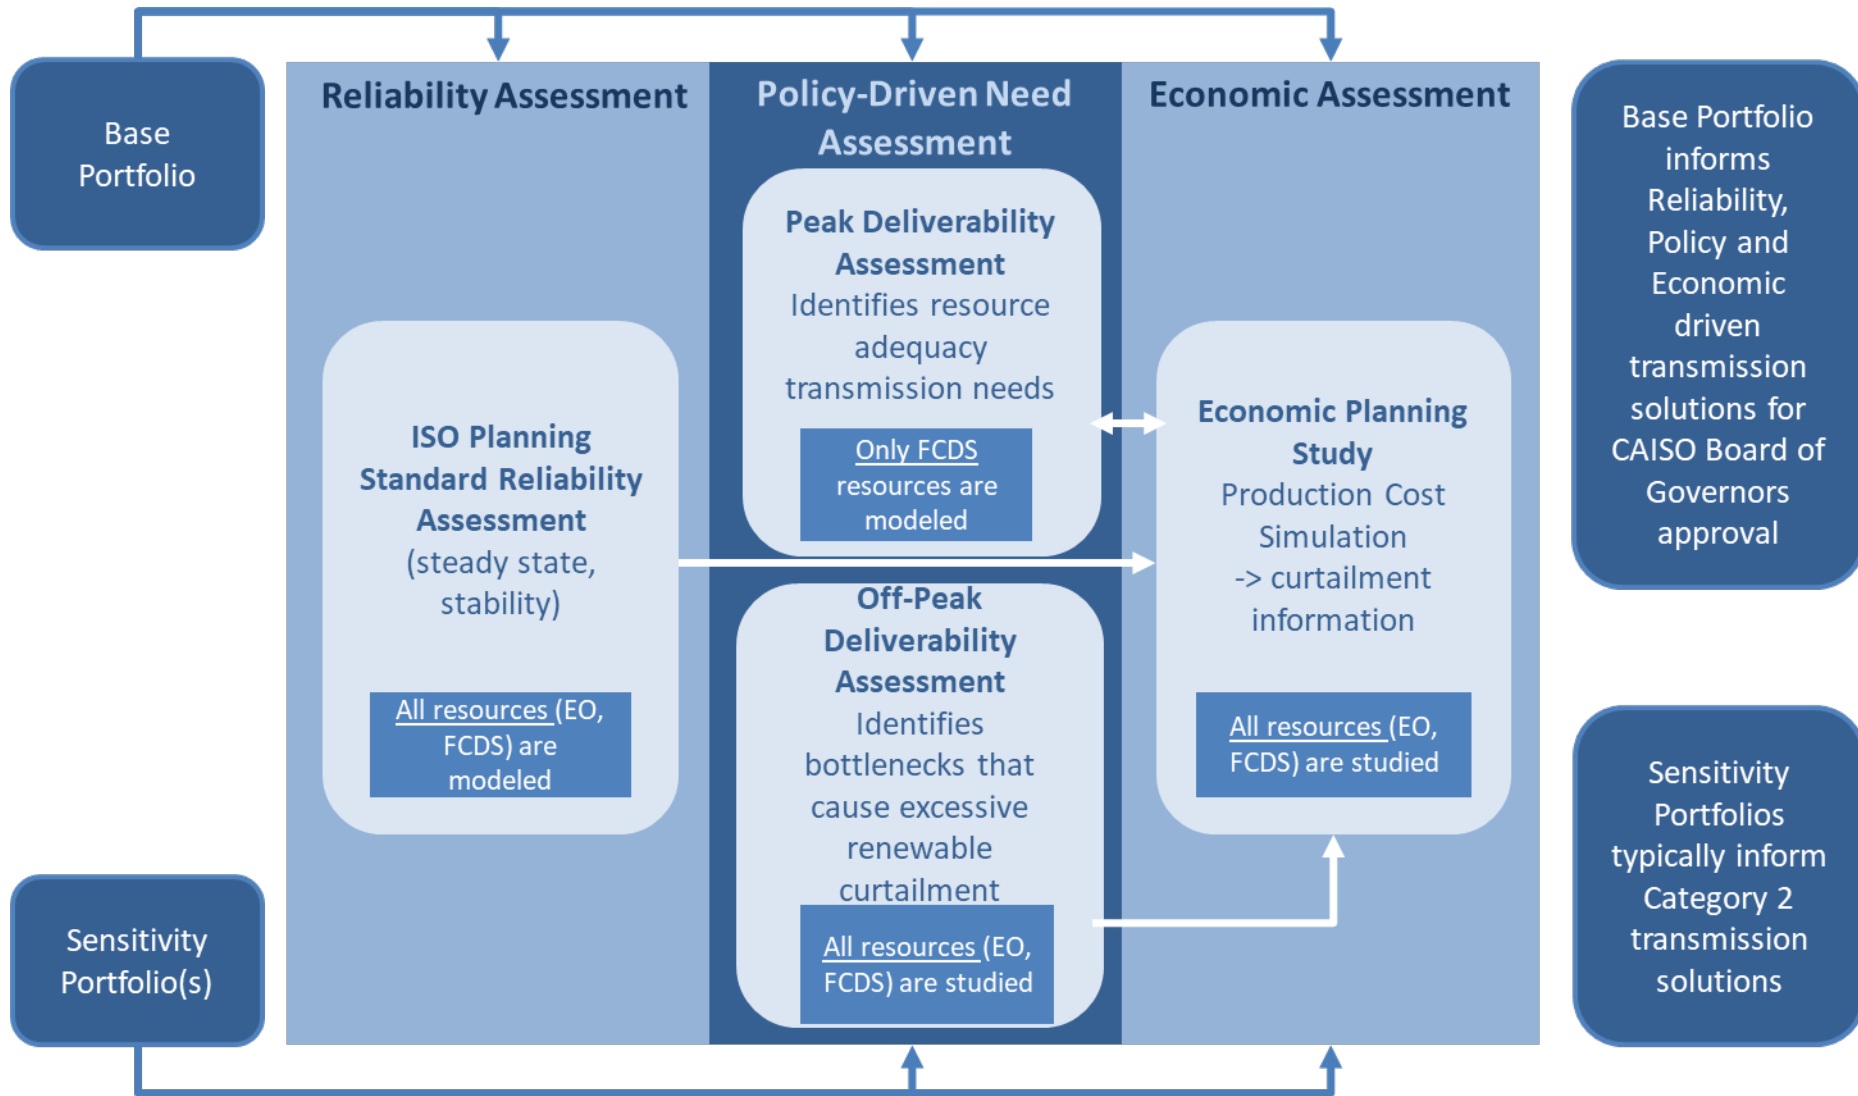 Base
Portfolio
Sensitivity
Portfolio(s)
Reliability Assessment
ISO Planning
Standard Reliability
Assessment
(steady state,
stability)
All resources (EO,
FCDS) are
modeled
Policy-Driven Need
Assessment
Peak Deliverability
Assessment
Identifies resource
adequacy
transmission needs
Only FCDS
resources are
modeled
Off-Peak
Deliverability
Assessment
Identifies
bottlenecks that
cause excessive
renewable
curtailment
All resources (EO,
FCDS) are studied
Economic Assessment
Economic Planning
Study
Production Cost
Simulation
-> curtailment
information
All resources (EO,
FCDS) are studied
Base Portfolio
informs
Reliability,
Policy and
Economic
driven
transmission
solutions for
CAISO Board of
Governors
approval
Sensitivity
Portfolios
typically inform
Category 2
transmission
solutions